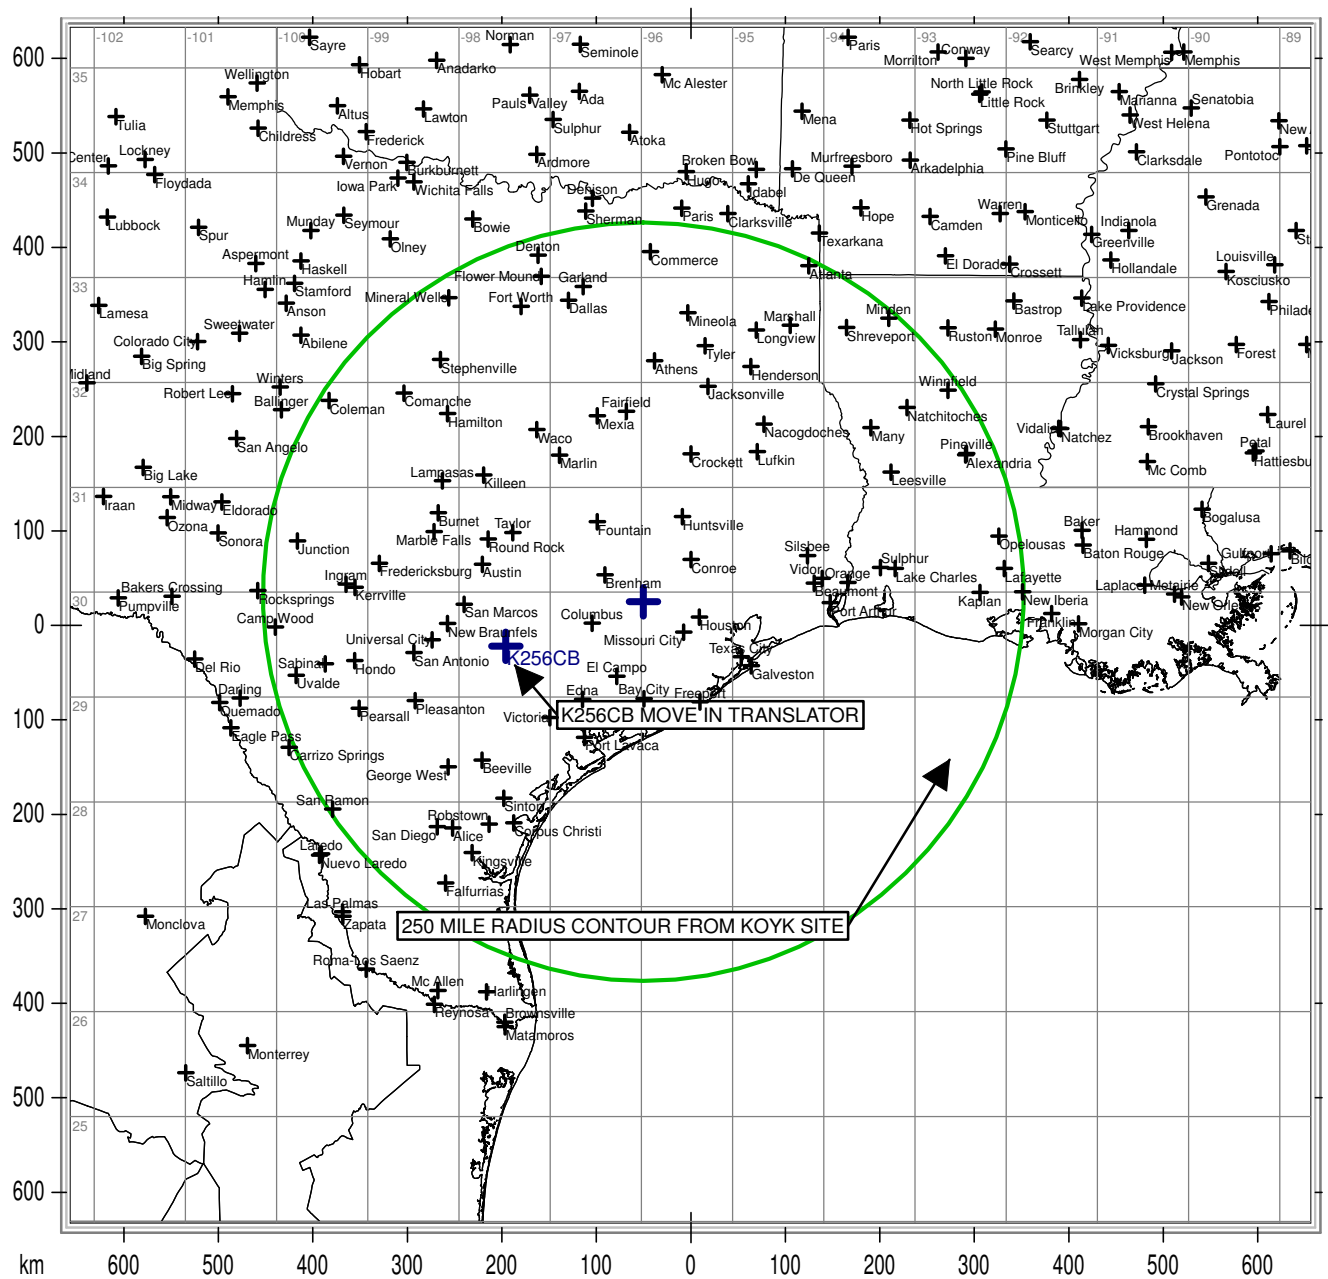 -102 -101 -100 -99 -98 -97 -96 -95 -94 -93 -92 -91 -90 -89
600
Sayre
Norman
Seminole
Paris
Morrilton
Conway
Searcy
West Memphis
Memphis
35
Wellington
Hobart
Anadarko
Mc Alester
North Little Rock
Little Rock
Brinkley
Marianna
Senatobia
Memphis
Altus
Lawton
Pauls Valley
Ada
Tulia
Childress
Frederick
Sulphur
Atoka
Mena
Hot Springs
Stuttgart
West Helena
New
500
Center
Lockney
Floydada
Vernon
Burkburnett
Iowa Park
Wichita Falls
Ardmore
Hugo
Broken Bow
De Queen
Murfreesboro
Arkadelphia
Pine Bluff
Clarksdale
Pontotoc
34
Idabel
Denison
Sherman
Lubbock
Spur
Munday
Seymour
Bowie
Paris
Clarksville
Hope
Camden
Warren
Monticello
Indianola
Greenville
Grenada
St
400
Olney
Texarkana
Aspermont
Haskell
Denton
Commerce
Atlanta
El Dorado
Crossett
Hollandale
Louisville
Kosciusko
33
Hamlin
Stamford
Flower Mound
Garland
Lamesa
Anson
Mineral Wells
Fort Worth
Dallas
Mineola
Marshall
Longview
Minden
Shreveport
Bastrop
Lake Providence
Philade
300
Colorado City
Sweetwater
Abilene
Ruston
Monroe
Tallulah
Vicksburg
Jackson
Forest
Big Spring
Stephenville
Tyler
Athens
Henderson
Midland
32
Robert Lee
Winters
Ballinger
Coleman
Comanche
Hamilton
Jacksonville
Winnfield
Natchitoches
Crystal Springs
Fairfield
Mexia
200
San Angelo
Waco
Nacogdoches
Many
Vidalia
Natchez
Brookhaven
Laurel
Big Lake
Marlin
Crockett
Lufkin
Pineville
Alexandria
Leesville
Mc Comb
Petal
Hattiesbu
Lampasas
Killeen
31
Iraan
Midway
Ozona
Eldorado
Sonora
Burnet
Marble Falls
Taylor
Round Rock
Fountain
Huntsville
Bogalusa
100
Junction
Fredericksburg
Austin
Conroe
Silsbee
Vidor
Orange
Beaumont
Port Arthur
Sulphur
Lake Charles
Opelousas
Lafayette
Baker
Baton Rouge
Hammond
Slidell
Gulfport
Bakers Crossing
Pumpville
Rocksprings
Ingram
Kerrville
Brenham
Kaplan
New Iberia
Laplace
Meteirie
New Orle
30
0
Camp Wood
San Marcos
New Braunfels
Columbus
Houston
Missouri City
Franklin
Morgan City
Universal City
San Antonio
K256CB
Texas City
Galveston
Del Rio
Sabinal
Hondo
Uvalde
El Campo
Darling
Quemado
Pearsall
Pleasanton
Edna
Bay City
Freeport
29
100
Eagle Pass
Victoria
K256CB MOVE IN TRANSLATOR
Carrizo Springs
Port Lavaca
George West
Beeville
28
200
San Ramon
Sinton
Robstown
San Diego
Alice
Corpus Christi
Laredo
Nuevo Laredo
Kingsville
Falfurrias
27
300
Monclova
Las Palmas
Zapata
250 MILE RADIUS CONTOUR FROM KOYK SITE
Roma-Los Saenz
Mc Allen
Harlingen
400
Reynosa
Brownsville
Matamoros
26
Monterrey
Saltillo
500
25
600
km 600 500 400 300 200 100 0 100 200 300 400 500 600